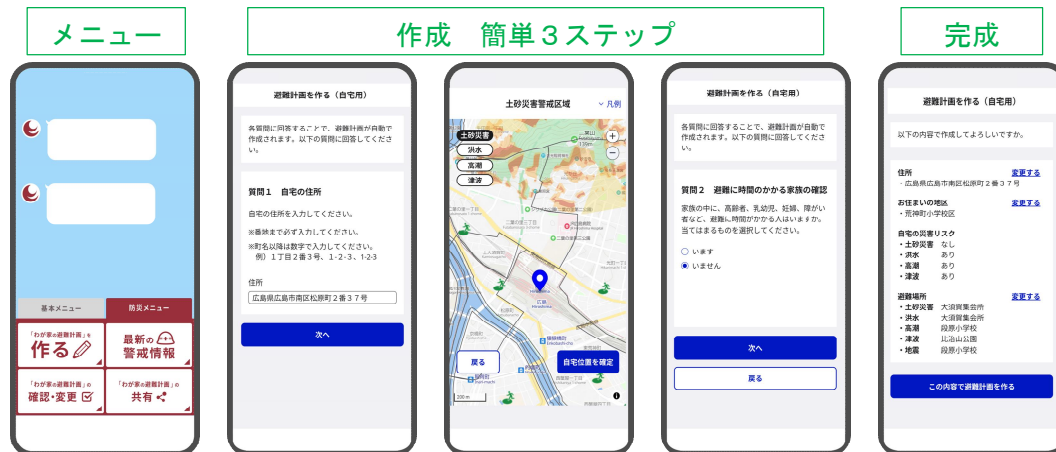 メニュー
作成　簡単３ステップ
完成
基本メニュー
防災メニュー
「わが家の避難計画」を
作る
最新の
警戒情報
「わが家の避難計画」の
確認・変更
「わが家の避難計画」の
共有
避難計画を作る（自宅用）
各質問に回答することで、避難計画が自動で
作成されます。以下の質問に回答してくださ
い。
質問１　自宅の住所
自宅の住所を入力してください。
※番地まで必ず入力してください。
※町名以降は数字で入力してください。
例）１丁目２番３号、1-2-3、1-2-3
住所
広島県広島市南区松原町２番３７号
次へ
土砂災害警戒区域
凡例
土砂災害
洪水
高潮
津波
139m
二葉の里一丁目
二葉の里三丁目
広島
Hiroshima
戻る
自宅位置を確定
200 m
避難計画を作る（自宅用）
各質問に回答することで、避難計画が自動で
作成されます。以下の質問に回答してくださ
い。
質問２　避難に時間のかかる家族の確認
家族の中に、高齢者、乳幼児、妊婦、障がい
者など、避難に時間がかかる人はいますか。
当てはまるものを選択してください。
います
いません
次へ
戻る
避難計画を作る（自宅用）
以下の内容で作成してよろしいですか。
住所　変更する
・広島県広島市南区松原町２番３７号
お住まいの地区　変更する
・荒神町小学校区
自宅の災害リスク
・土砂災害　なし
・洪水　あり
・高潮　あり
・津波　あり
避難場所　変更する
・土砂災害　大須賀集会所
・洪水　大須賀集会所
・高潮　段原小学校
・津波　比治山公園
・地震　段原小学校
この内容で避難計画を作る